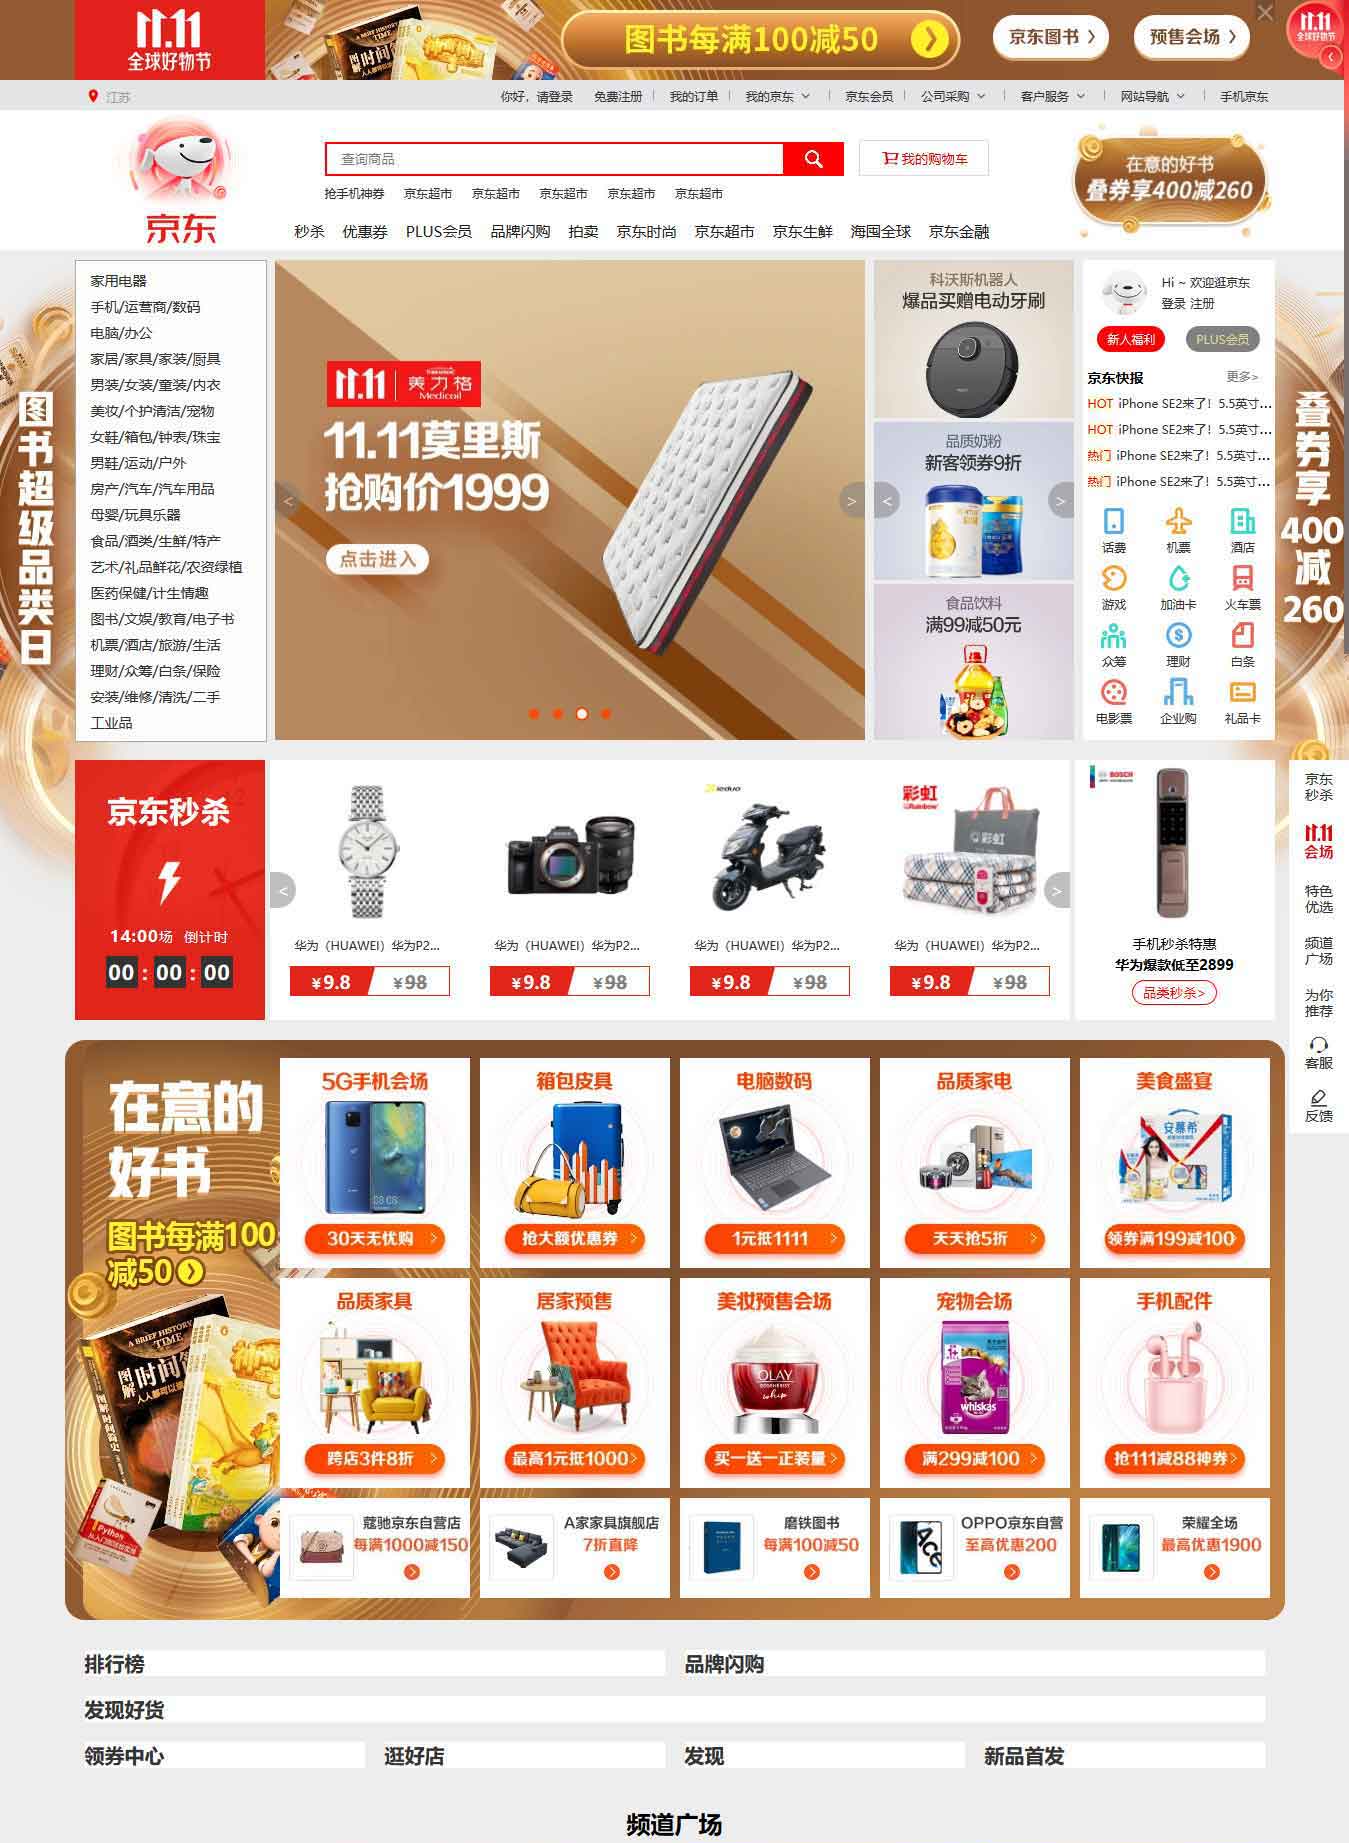 11.11
全球好物节
图书每满100减50
京东图书
预售会场
11.11
全球好物节
江苏
你好，请登录
免费注册
我的订单
我的京东
京东会员
公司采购
客户服务
网站导航
手机京东
京东
查询商品
我的购物车
抢手机神券 京东超市 京东超市 京东超市 京东超市 京东超市
秒杀 优惠券 PLUS会员 品牌闪购 拍卖 京东时尚 京东超市 京东生鲜 海囤全球 京东金融
在意的好书
叠券享400减260
图书超级品类日
家用电器
手机/运营商/数码
电脑/办公
家居/家具/家装/厨具
男装/女装/童装/内衣
美妆/个护清洁/宠物
女鞋/箱包/钟表/珠宝
男鞋/运动/户外
房产/汽车/汽车用品
母婴/玩具乐器
食品/酒类/生鲜/特产
艺术/礼品鲜花/农资绿植
医药保健/计生情趣
图书/文娱/教育/电子书
机票/酒店/旅游/生活
理财/众筹/白条/保险
安装/维修/清洗/二手
工业品
11.11 美力格
Medicoil
11.11莫里斯
抢购价1999
点击进入
<
>
科沃斯机器人
爆品买赠电动牙刷
品质奶粉
新客领券9折
<
>
食品饮料
满99减50元
Hi ~ 欢迎逛京东
登录 注册
新人福利
PLUS会员
京东快报
更多>
HOT iPhone SE2来了！5.5英寸...
HOT iPhone SE2来了！5.5英寸...
热门 iPhone SE2来了！5.5英寸...
热门 iPhone SE2来了！5.5英寸...
话费 机票 酒店
游戏 加油卡 火车票
众筹 理财 白条
电影票 企业购 礼品卡
叠券享
400
减
260
京东秒杀
14:00场 倒计时
00 : 00 : 00
<
彩虹
Rainbow
彩虹
>
华为（HUAWEI）华为P2...
华为（HUAWEI）华为P2...
华为（HUAWEI）华为P2...
华为（HUAWEI）华为P2...
¥9.8 ¥98
¥9.8 ¥98
¥9.8 ¥98
¥9.8 ¥98
BOSCH
手机秒杀特惠
华为爆款低至2899
品类秒杀>
京东
秒杀
11.11
会场
特色
优选
频道
广场
为你
推荐
客服
反馈
在意的
好书
图书每满100
减50
A BRIEF HISTORY
TIME
图解时间简史
Python
5G手机会场
08 08
30天无忧购
箱包皮具
抢大额优惠券
电脑数码
1元抵1111
品质家电
天天抢5折
美食盛宴
安慕希
领券满199减100
品质家具
跨店3件8折
居家预售
最高1元抵1000
美妆预售会场
OLAY
whip
买一送一正装量
宠物会场
whiskas
满299减100
手机配件
抢111减88神券
蔻驰京东自营店
每满1000减150
A家家具旗舰店
7折直降
磨铁图书
每满100减50
OPPO京东自营
至高优惠200
Ace
荣耀全场
最高优惠1900
排行榜
品牌闪购
发现好货
领券中心
逛好店
发现
新品首发
频道广场